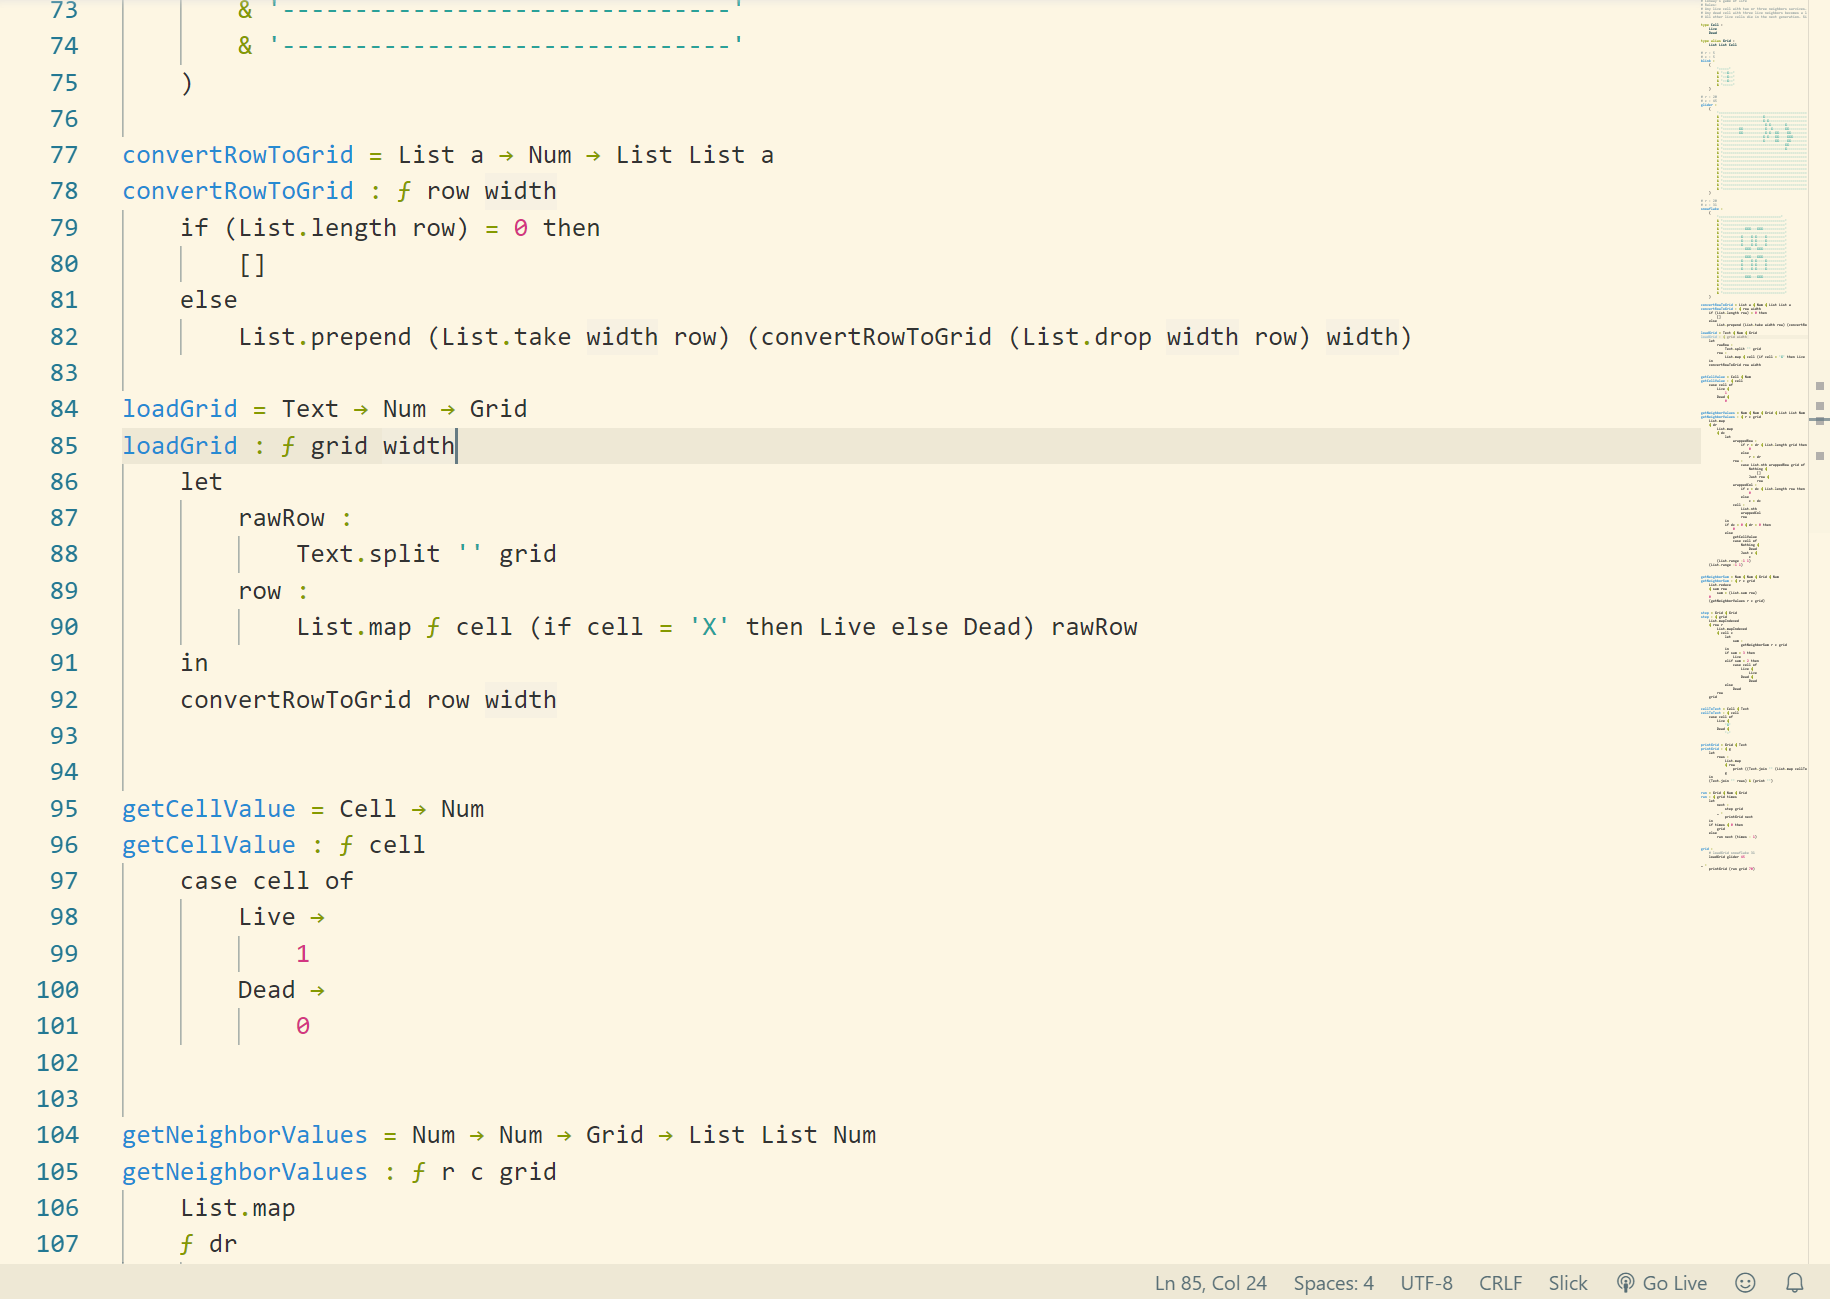 73 & '-------------------------------'
74 & '-------------------------------'
75 )
76
77 convertRowToGrid = List a → Num → List List a
78 convertRowToGrid : ƒ row width
79 if (List.length row) = 0 then
80 []
81 else
82 List.prepend (List.take width row) (convertRowToGrid (List.drop width row) width)
83
84 loadGrid = Text → Num → Grid
85 loadGrid : ƒ grid width
86 let
87 rawRow :
88 Text.split '' grid
89 row :
90 List.map ƒ cell (if cell = 'X' then Live else Dead) rawRow
91 in
92 convertRowToGrid row width
93
94
95 getCellValue = Cell → Num
96 getCellValue : ƒ cell
97 case cell of
98 Live →
99 1
100 Dead →
101 0
102
103
104 getNeighborValues = Num → Num → Grid → List List Num
105 getNeighborValues : ƒ r c grid
106 List.map
107 ƒ dr
Ln 85, Col 24 Spaces: 4 UTF-8 CRLF Slick Go Live